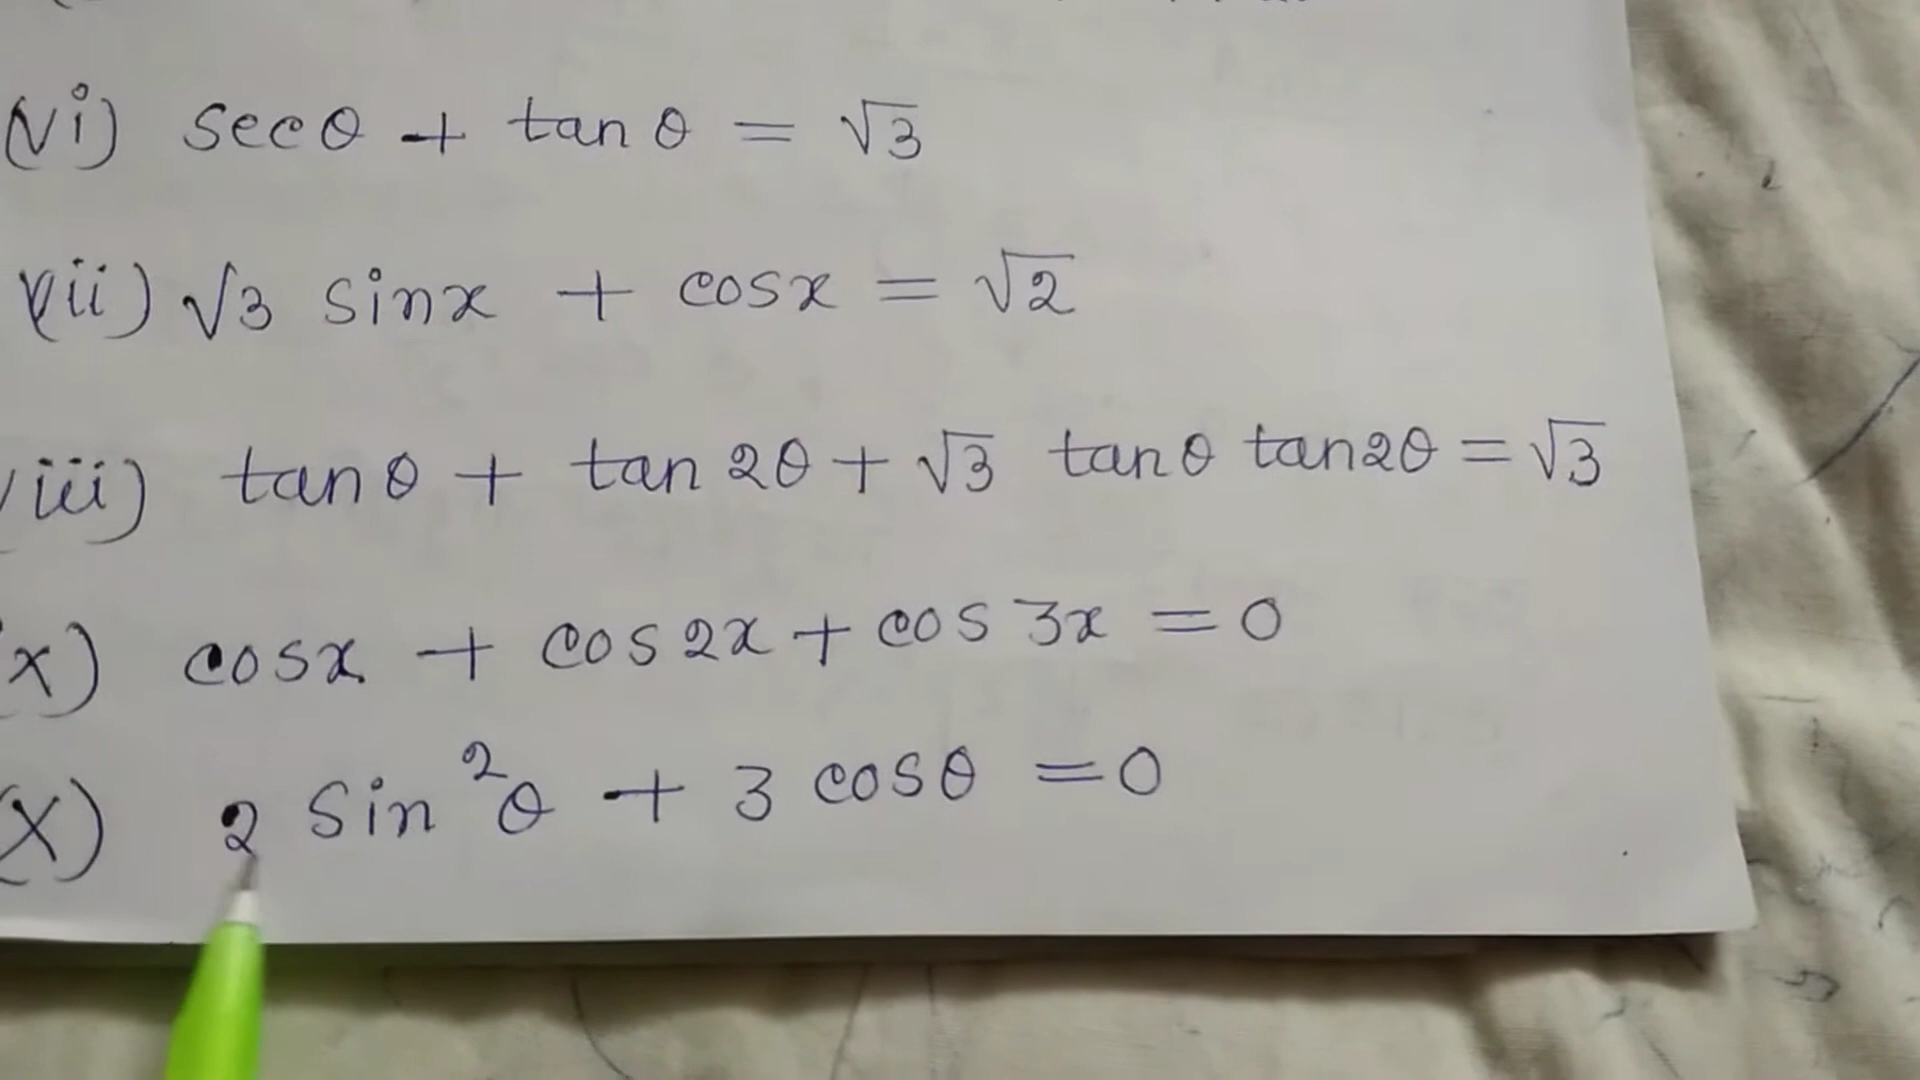 (vi) secθ + tanθ = √3
(vii) √3 sinx + cosx = √2
viii) tanθ + tan2θ + √3 tanθ tan2θ = √3
x) cosx + cos2x + cos3x = 0
(X) 2 Sin²θ + 3 cosθ = 0